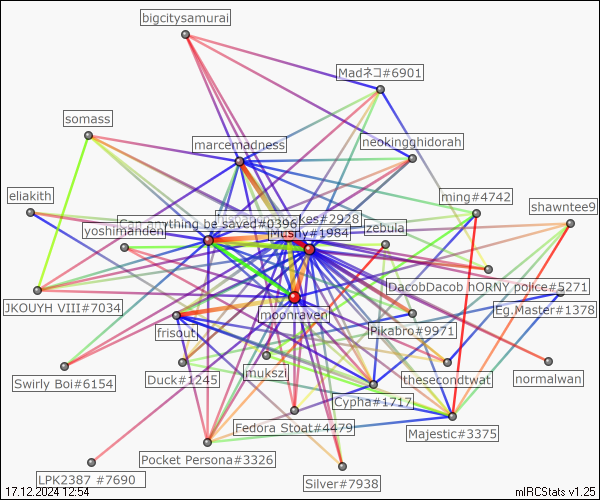 bigcitysamurai
Madネコ#6901
somass
marcemadness
neokingghidorah
eliakith
ming#4742
shawntee9
kes#2928
Can anything be saved#0396
yoshimanden
Mushy#1984
zebula
DacobDacob hORNY police#5271
JKOUYH VIII#7034
Eg.Master#1378
moonraven
frisout
Pikabro#9971
Swirly Boi#6154
Duck#1245
mukszi
thesecondtwat
normalwan
Cypha#1717
Fedora Stoat#4479
Majestic#3375
Pocket Persona#3326
LPK2387 #7690
Silver#7938
17.12.2024 12:54
mIRCStats v1.25